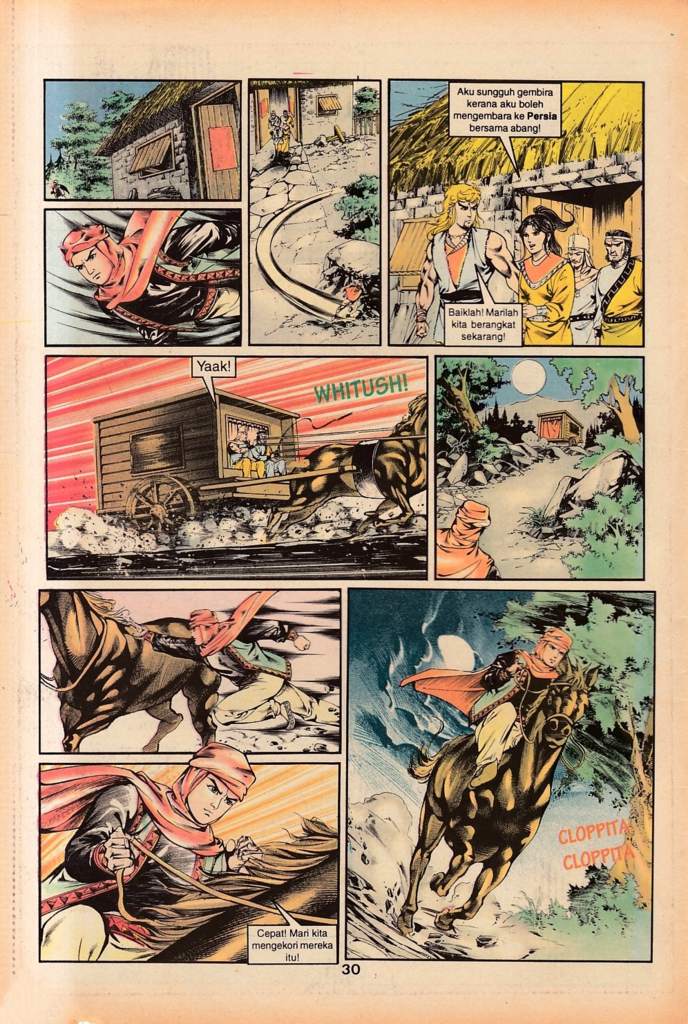 Aku sungguh gembira
kerana aku boleh
mengembara ke Persia
bersama abang!
Baiklah! Marilah
kita berangkat
sekarang!
Yaak!
WHITUSH!
Cepat! Mari kita
mengekori mereka
itu!
CLOPPITA
CLOPPITA
30